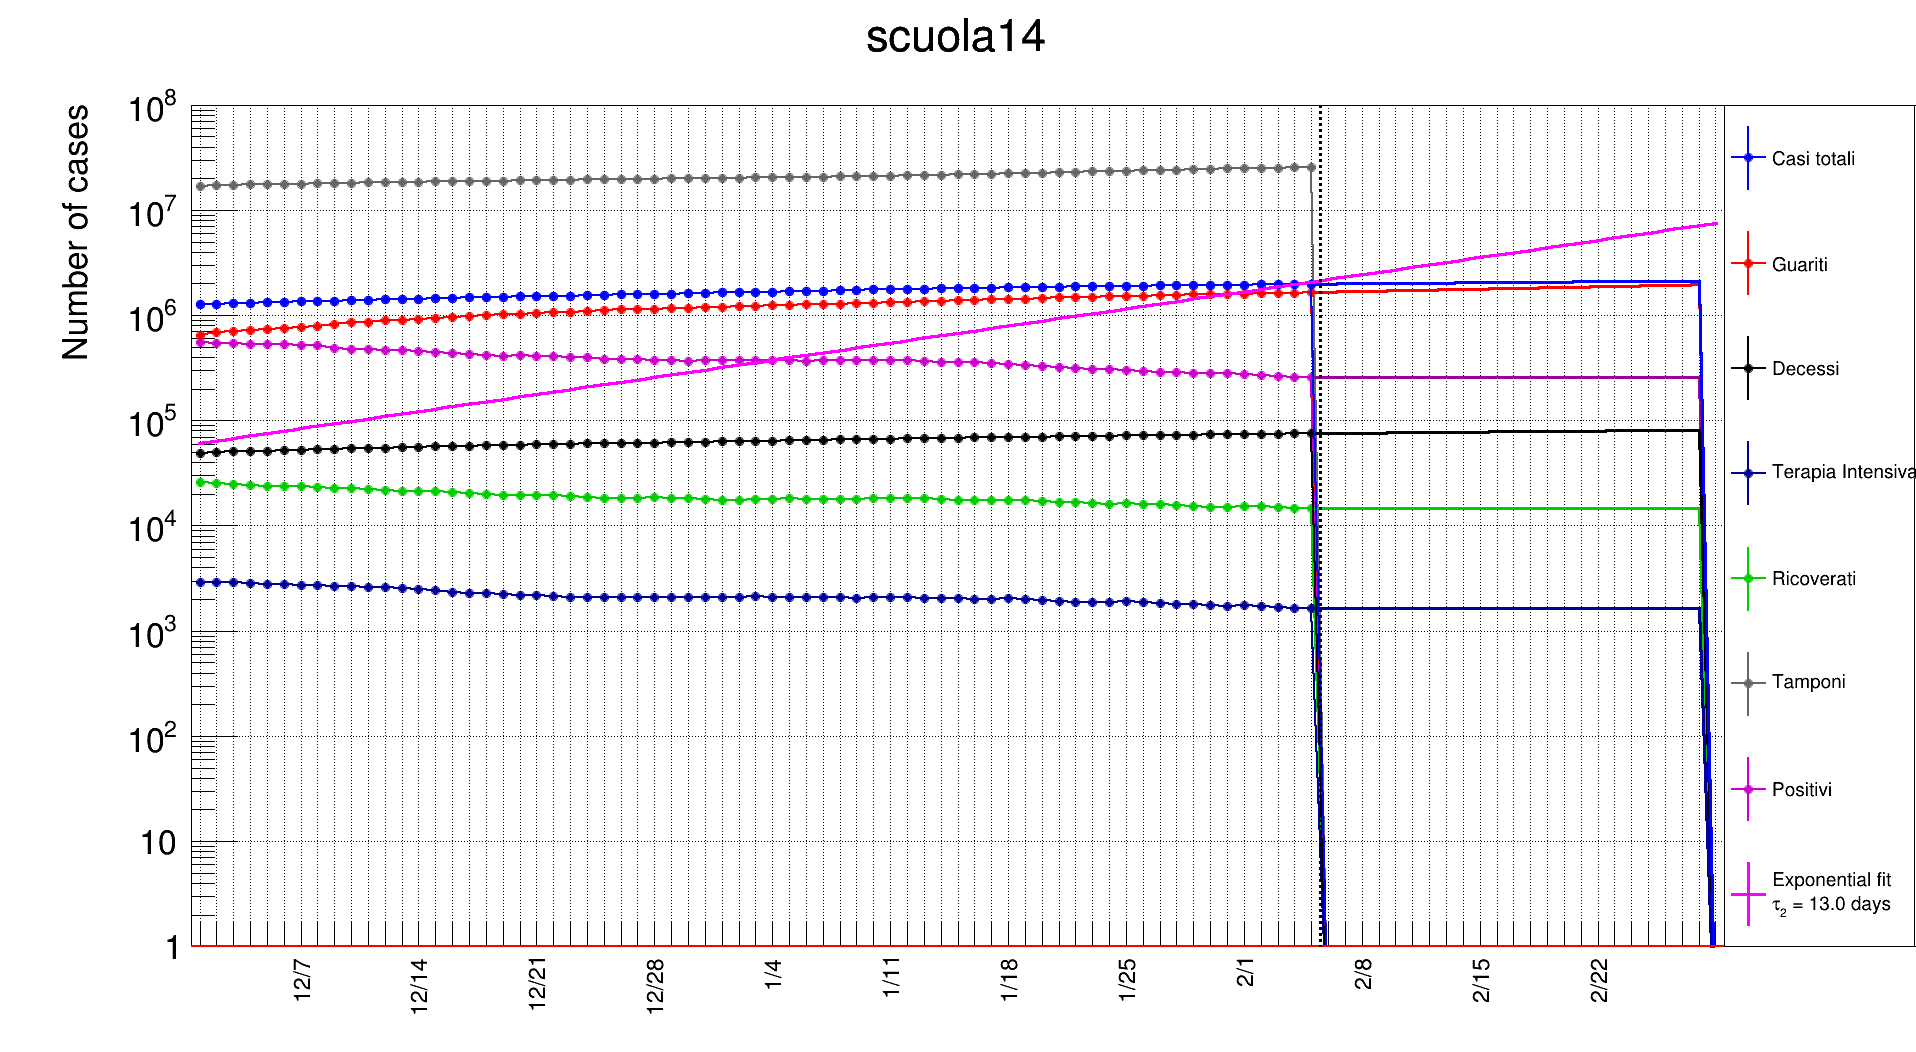 scuola14
Number of cases
10^8
10^7
10^6
10^5
10^4
10^3
10^2
10
1
12/7
12/14
12/21
12/28
1/4
1/11
1/18
1/25
2/1
2/8
2/15
2/22
Casi totali
Guariti
Decessi
Terapia Intensiva
Ricoverati
Tamponi
Positivi
Exponential fit
τ₂ = 13.0 days